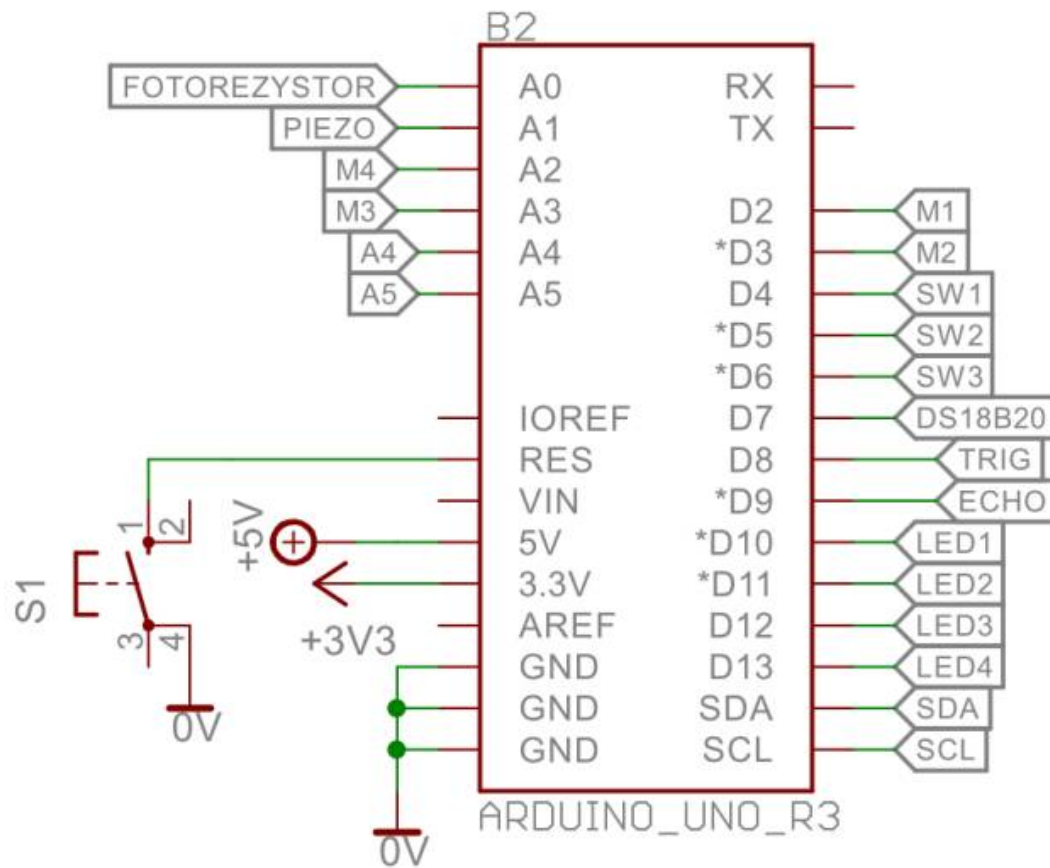 B2
FOTOREZYSTOR
PIEZO
M4
M3
A4
A5
A0
A1
A2
A3
A4
A5
IOREF
RES
VIN
5V
3.3V
AREF
GND
GND
GND
RX
TX
D2
*D3
D4
*D5
*D6
D7
D8
*D9
*D10
*D11
D12
D13
SDA
SCL
M1
M2
SW1
SW2
SW3
DS18B20
TRIG
ECHO
LED1
LED2
LED3
LED4
SDA
SCL
S1
1
2
3
4
0V
+5V
+3V3
0V
ARDUINO_UNO_R3